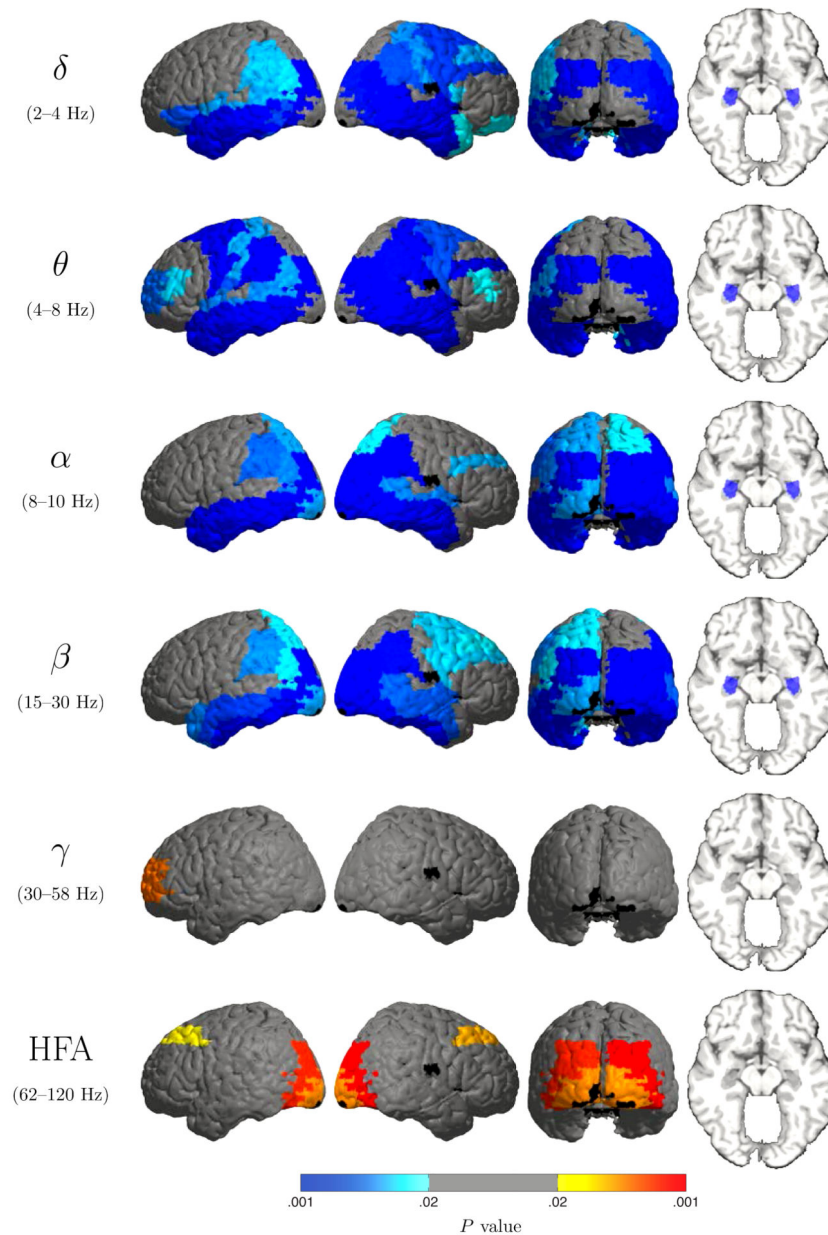 δ
(2–4 Hz)
θ
(4–8 Hz)
α
(8–10 Hz)
β
(15–30 Hz)
γ
(30–58 Hz)
HFA
(62–120 Hz)
.001 .02 .02 .001
P value